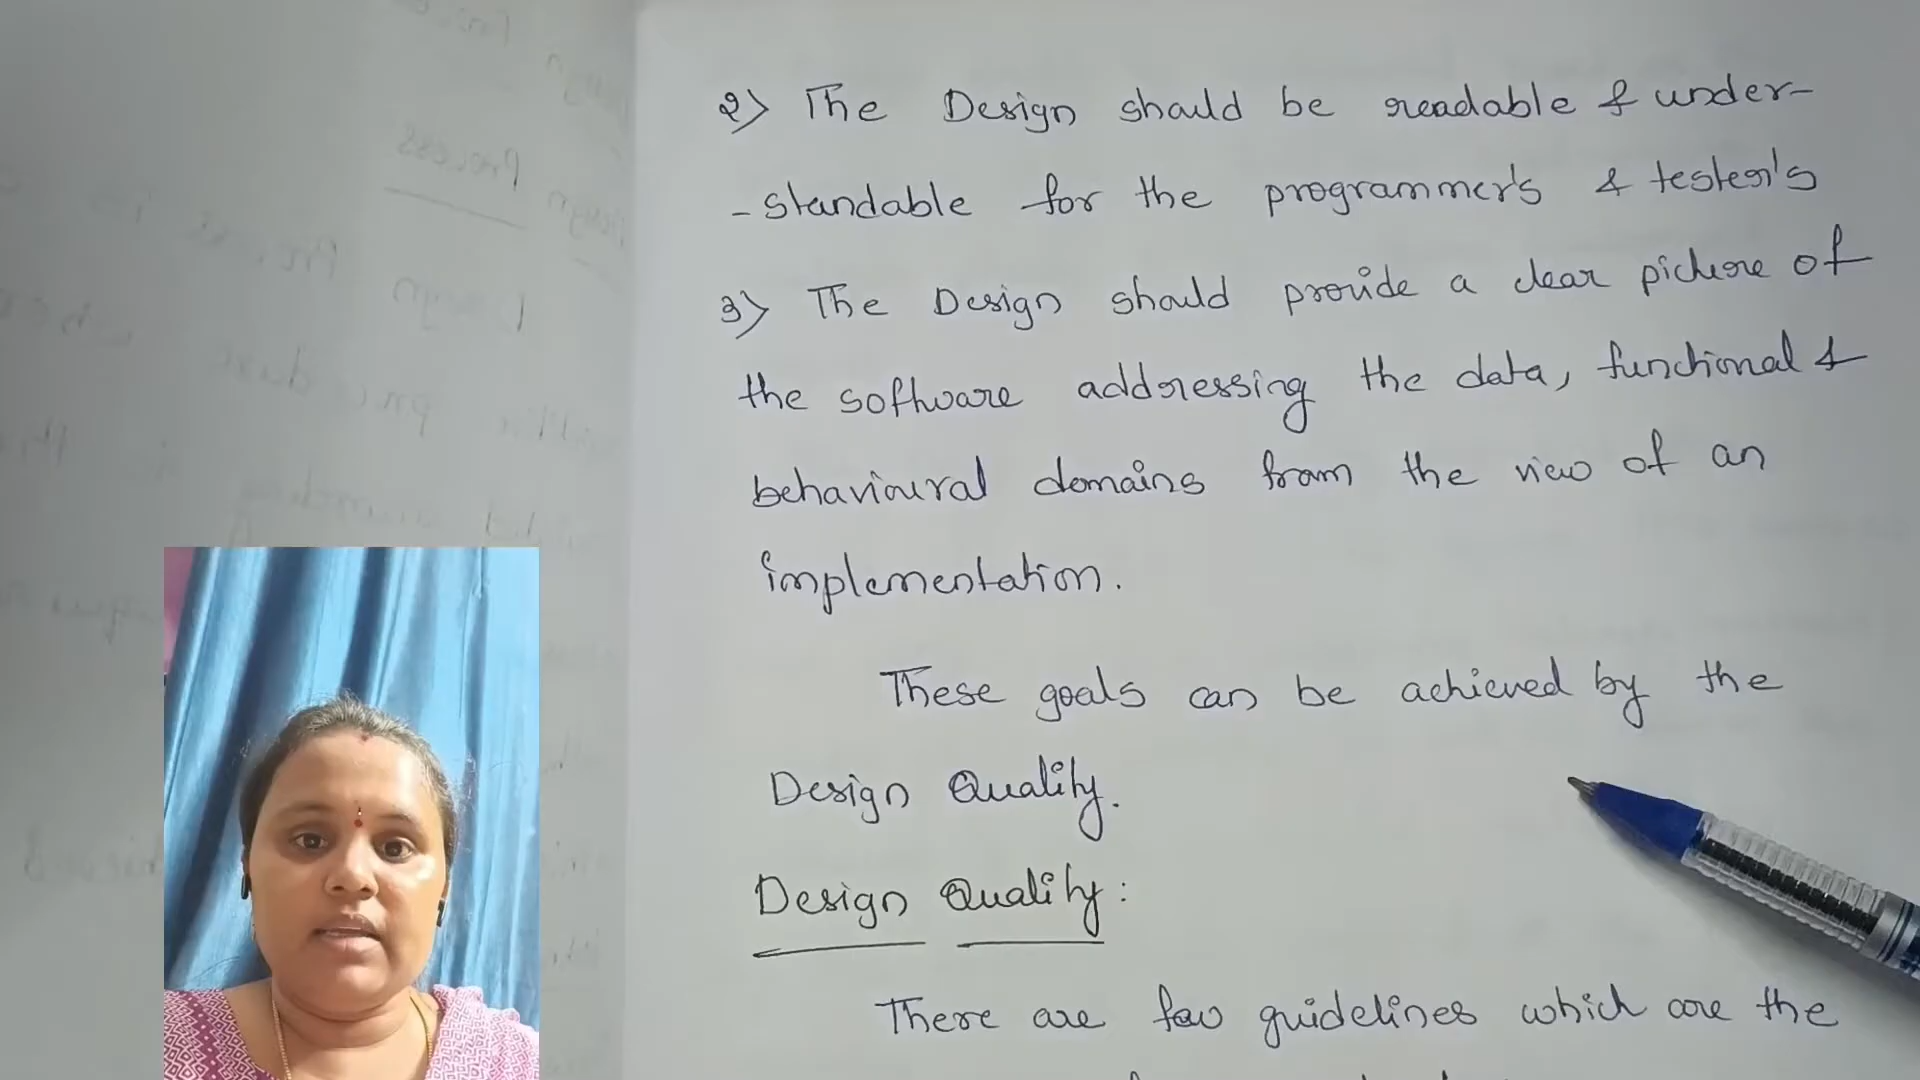 2) The Design should be readable & under-
- standable for the programmer's & tester's
3) The Design should provide a clear picture of
the software addressing the data, functional &
behavioural domains from the view of an
implementation.
These goals can be achieved by the
Design Quality.
Design Quality:
There are few guidelines which are the